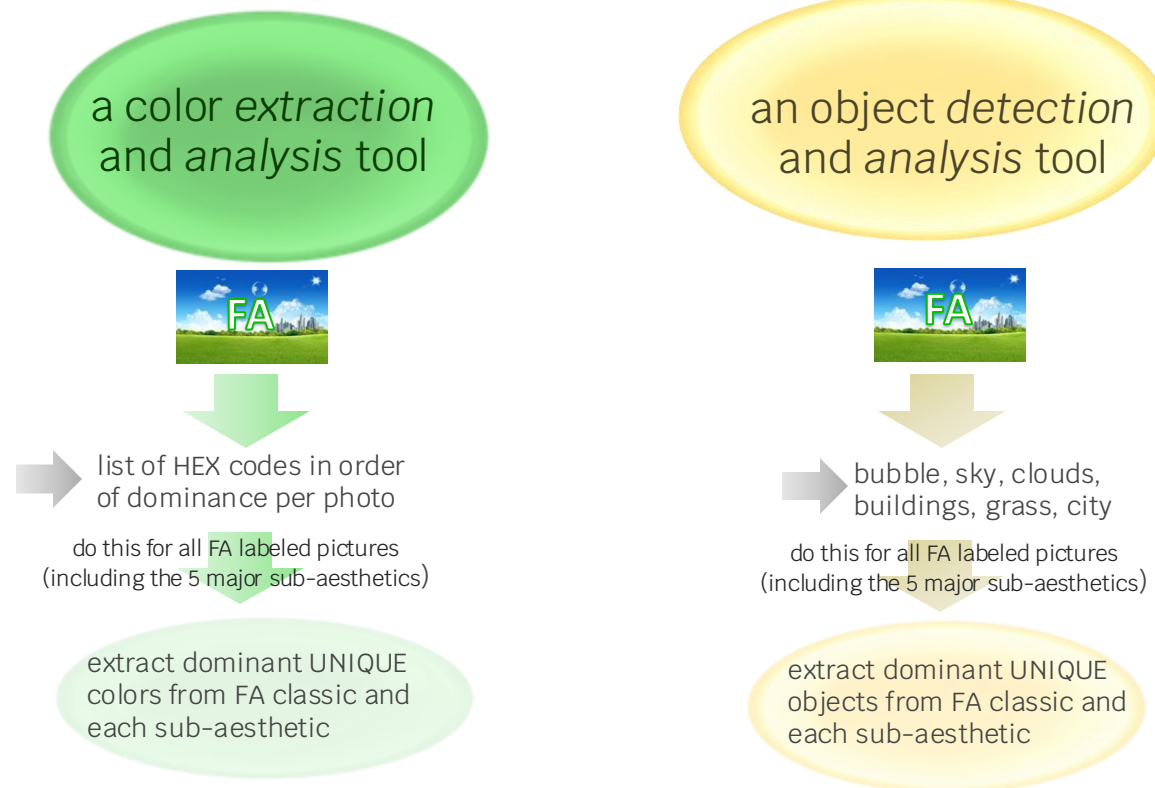 a color extraction
and analysis tool
FA
list of HEX codes in order
of dominance per photo
do this for all FA labeled pictures
(including the 5 major sub-aesthetics)
extract dominant UNIQUE
colors from FA classic and
each sub-aesthetic
an object detection
and analysis tool
FA
bubble, sky, clouds,
buildings, grass, city
do this for all FA labeled pictures
(including the 5 major sub-aesthetics)
extract dominant UNIQUE
objects from FA classic and
each sub-aesthetic